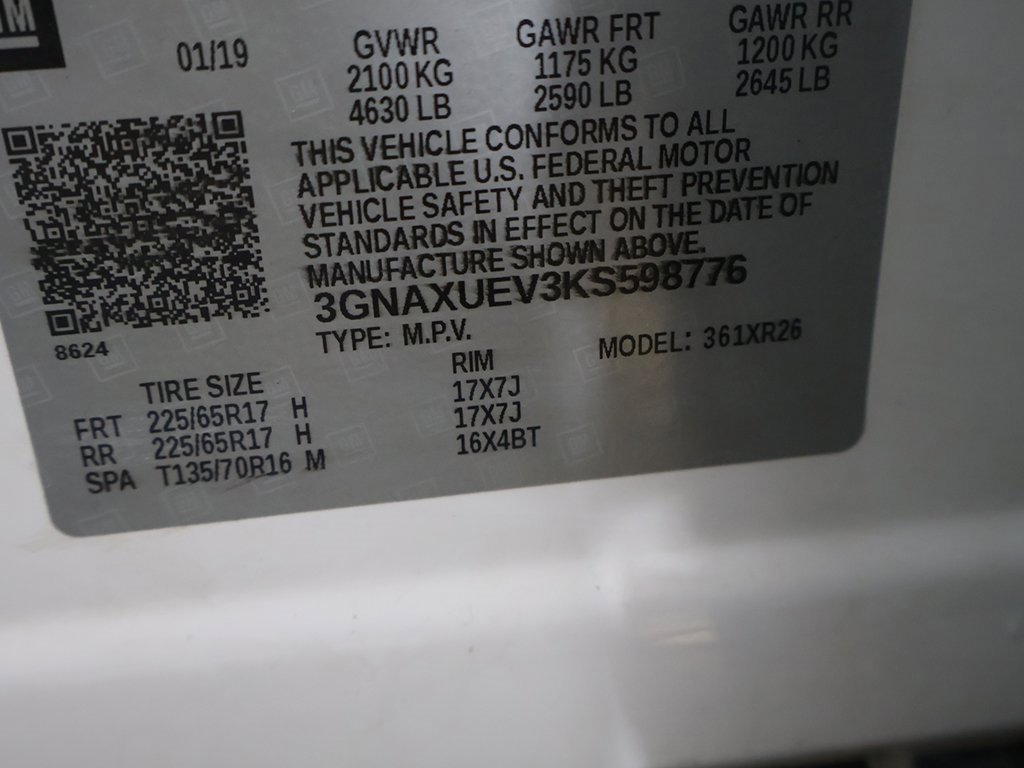 M
01/19
GVWR GAWR FRT GAWR RR
2100 KG 1175 KG 1200 KG
4630 LB 2590 LB 2645 LB
THIS VEHICLE CONFORMS TO ALL
APPLICABLE U.S. FEDERAL MOTOR
VEHICLE SAFETY AND THEFT PREVENTION
STANDARDS IN EFFECT ON THE DATE OF
MANUFACTURE SHOWN ABOVE.
3GNAXUEV3KS598776
TYPE: M.P.V. MODEL: 361XR26
8624
TIRE SIZE RIM
FRT 225/65R17 H 17X7J
RR 225/65R17 H 17X7J
SPA T135/70R16 M 16X4BT